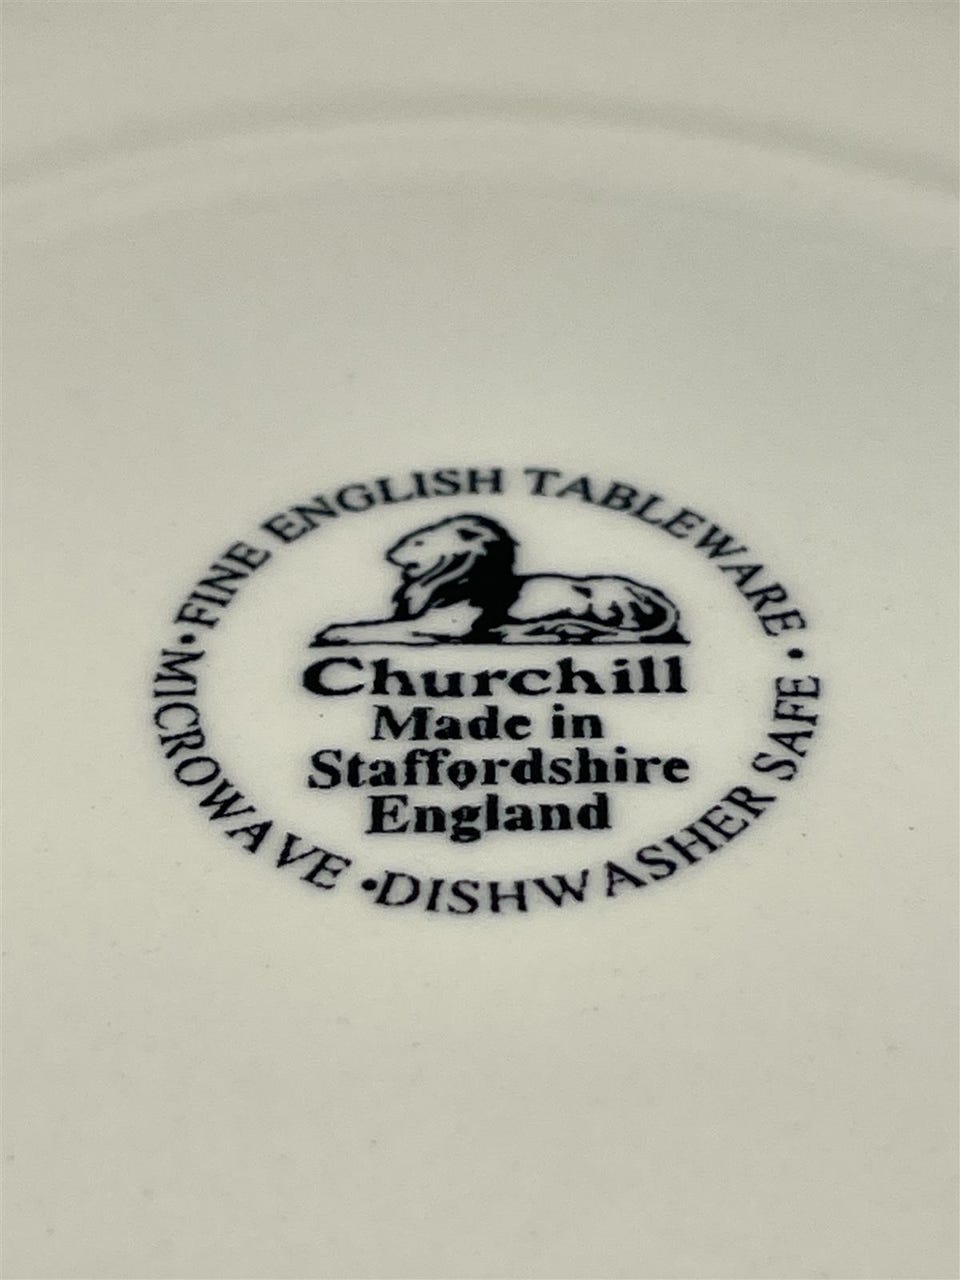 • FINE ENGLISH TABLEWARE •
Churchill
Made in
Staffordshire
England
MICROWAVE • DISHWASHER SAFE